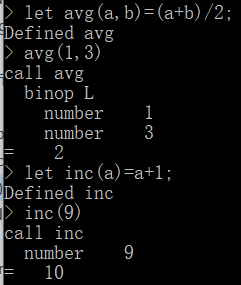 > let avg(a,b)=(a+b)/2;
Defined avg
> avg(1,3)
call avg
  binop L
    number    1
    number    3
=    2
> let inc(a)=a+1;
Defined inc
> inc(9)
call inc
  number    9
=   10